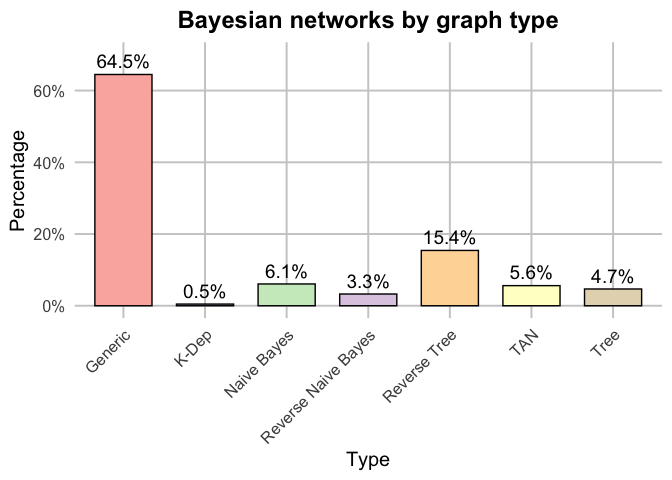 Bayesian networks by graph type
Percentage
60%
40%
20%
0%
64.5%
0.5%
6.1%
3.3%
15.4%
5.6%
4.7%
Generic
K-Dep
Naive Bayes
Reverse Naive Bayes
Reverse Tree
TAN
Tree
Type